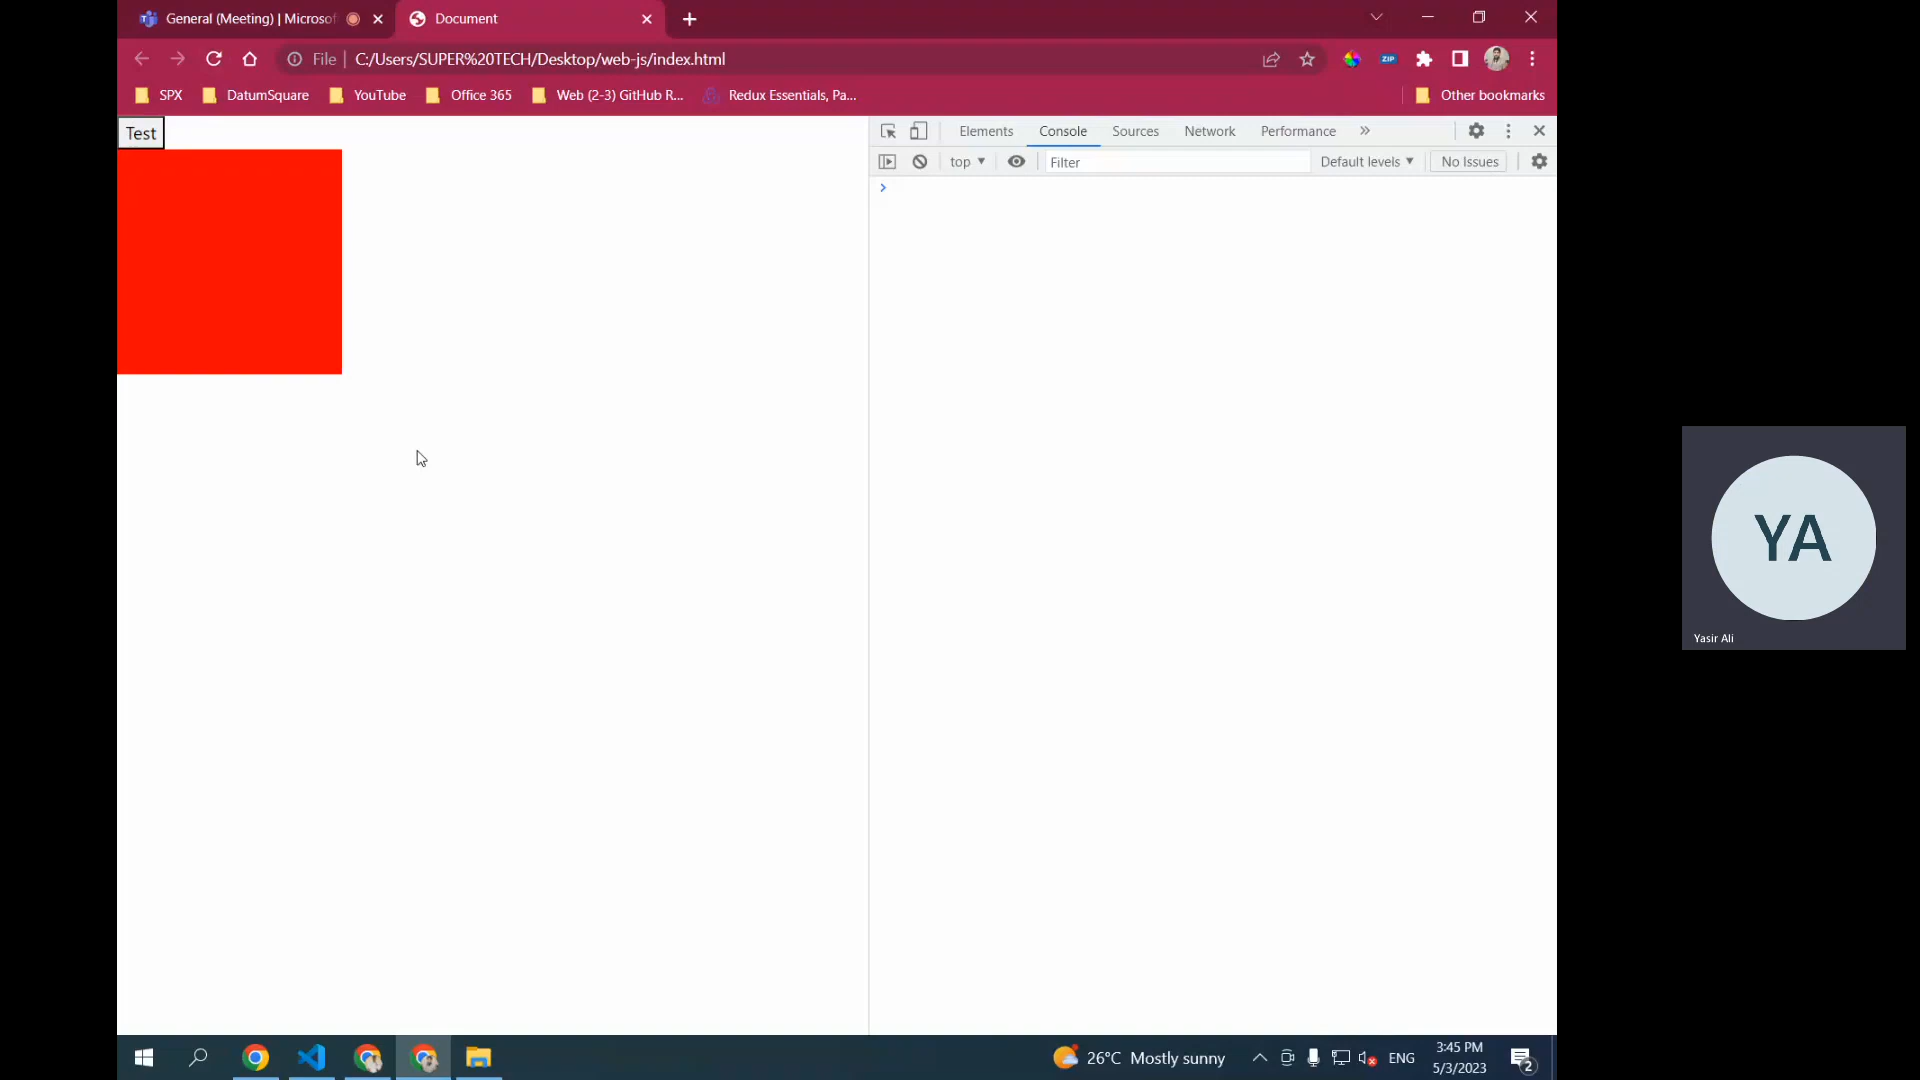 General (Meeting) | Microsof
Document
File
C:/Users/SUPER%20TECH/Desktop/web-js/index.html
ZIP
SPX
DatumSquare
YouTube
Office 365
Web (2-3) GitHub R...
Redux Essentials, Pa...
Other bookmarks
Test
Elements
Console
Sources
Network
Performance
top
Filter
Default levels
No Issues
YA
Yasir Ali
26°C Mostly sunny
ENG
3:45 PM
5/3/2023
2